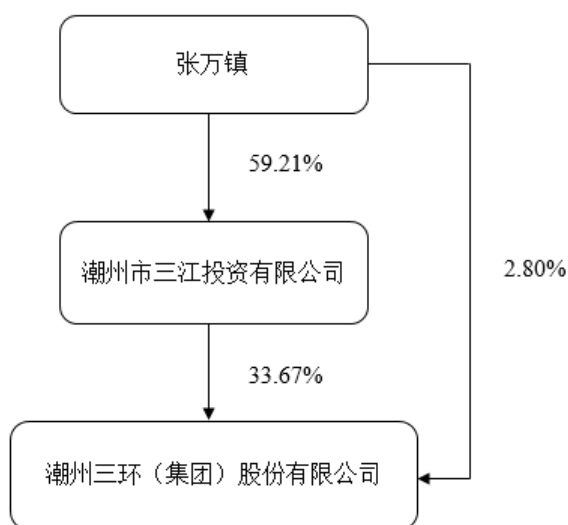 张万镇
59.21%
潮州市三江投资有限公司
2.80%
33.67%
潮州三环（集团）股份有限公司